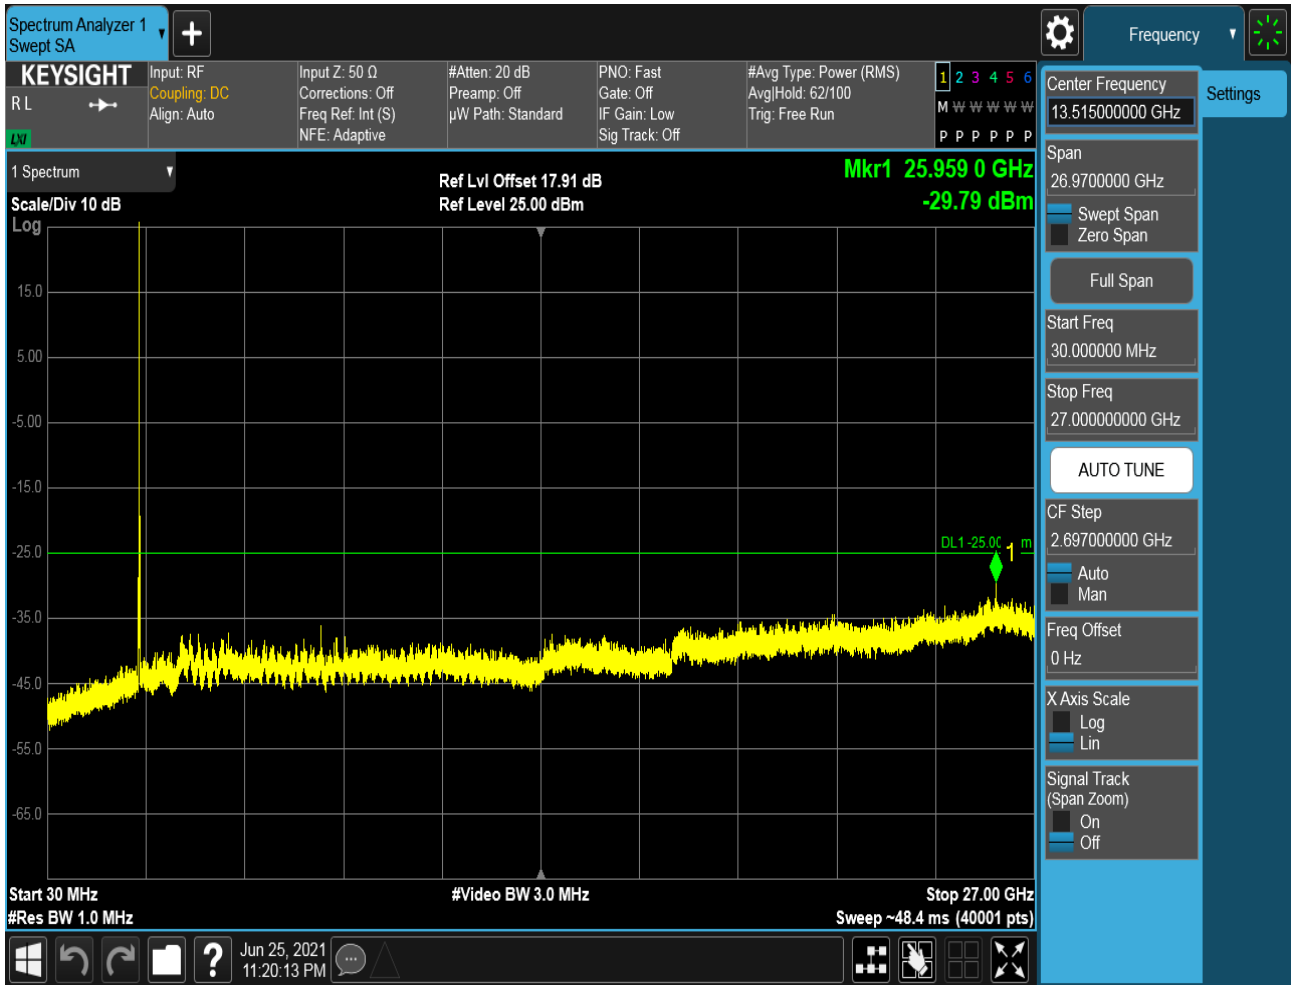 Spectrum Analyzer 1
Swept SA
Frequency
KEYSIGHT
R L
LXI
Input: RF
Coupling: DC
Align: Auto
Input Z: 50 Ω
Corrections: Off
Freq Ref: Int (S)
NFE: Adaptive
#Atten: 20 dB
Preamp: Off
µW Path: Standard
PNO: Fast
Gate: Off
IF Gain: Low
Sig Track: Off
#Avg Type: Power (RMS)
Avg|Hold: 62/100
Trig: Free Run
1 2 3 4 5 6
M W W W W W
P P P P P P
1 Spectrum
Scale/Div 10 dB
Log
Ref Lvl Offset 17.91 dB
Ref Level 25.00 dBm
Mkr1 25.959 0 GHz
-29.79 dBm
15.0
5.00
-5.00
-15.0
-25.0
-35.0
-45.0
-55.0
-65.0
DL1 -25.00 m
1
Start 30 MHz
#Res BW 1.0 MHz
#Video BW 3.0 MHz
Stop 27.00 GHz
Sweep ~48.4 ms (40001 pts)
Jun 25, 2021
11:20:13 PM
Settings
Center Frequency
13.515000000 GHz
Span
26.9700000 GHz
Swept Span
Zero Span
Full Span
Start Freq
30.000000 MHz
Stop Freq
27.000000000 GHz
AUTO TUNE
CF Step
2.697000000 GHz
Auto
Man
Freq Offset
0 Hz
X Axis Scale
Log
Lin
Signal Track
(Span Zoom)
On
Off